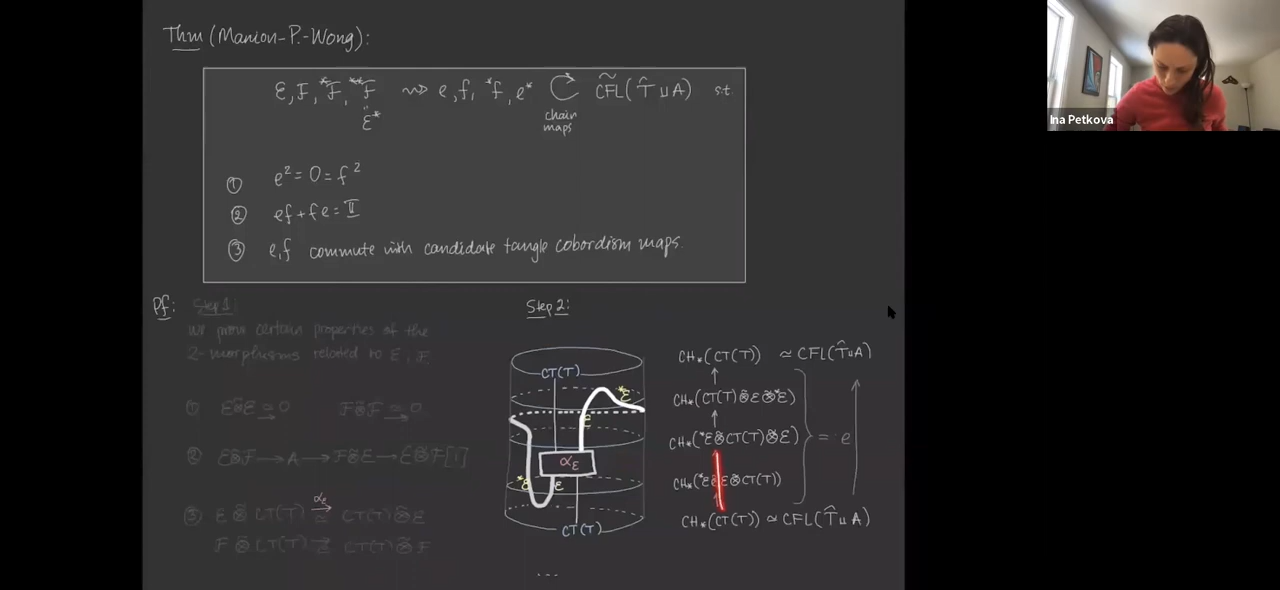 Thm (Manion-P.-Wong):
ℰ, F, *F, **F ⇝ e, f, *f, e* ↻ C͠FL(T̂ ⊔ A) s.t.
"
ℰ*
chain maps
① e² = 0 = f²
② ef + fe = 𝕀
③ e,f commute with candidate tangle cobordism maps.
Pf: Step 1:
We prove certain properties of the
2-morphisms related to ℰ, F.
① ℰ⊗̃ℰ ≃ 0 F⊗̃F ≃ 0
② ℰ⊗̃F → A → F⊗̃ℰ → ℰ⊗̃F[1]
③ ℰ ⊗̃ CT(T) ≃ CT(T) ⊗̃ ℰ
αℰ
F ⊗̃ CT(T) ≃ CT(T) ⊗̃ F
Step 2:
CT(T)
*ℰ
ℰ
αℰ
*ℰ
ℰ
CT(T)
...
CH*(CT(T)) ≃ CFL(T̂⊔A)
CH*(CT(T)⊗̃ℰ⊗̃*ℰ)
CH*(*ℰ⊗̃CT(T)⊗̃ℰ) = e
CH*(*ℰ⊗̃ℰ⊗̃CT(T))
CH*(CT(T)) ≃ CFL(T̂⊔A)
Ina Petkova